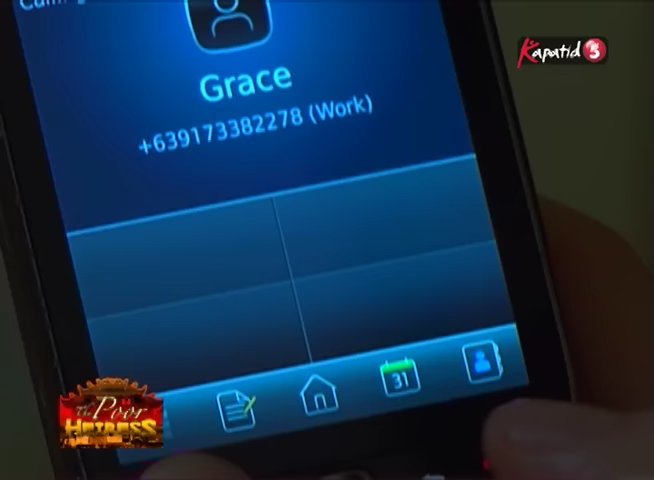 Kapatid 5
Grace
+639173382278 (Work)
31
The Poor
HEIRESS